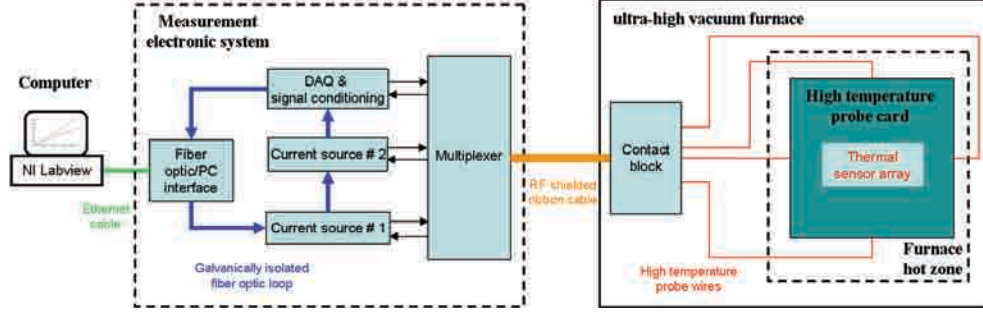 Computer
NI Labview
Ethernet
cable
Measurement
electronic system
DAQ &
signal conditioning
Fiber
optic/PC
interface
Current source # 2
Current source # 1
Multiplexer
Galvanically isolated
fiber optic loop
RF shielded
ribbon cable
ultra-high vacuum furnace
Contact
block
High temperature
probe card
Thermal
sensor array
Furnace
hot zone
High temperature
probe wires